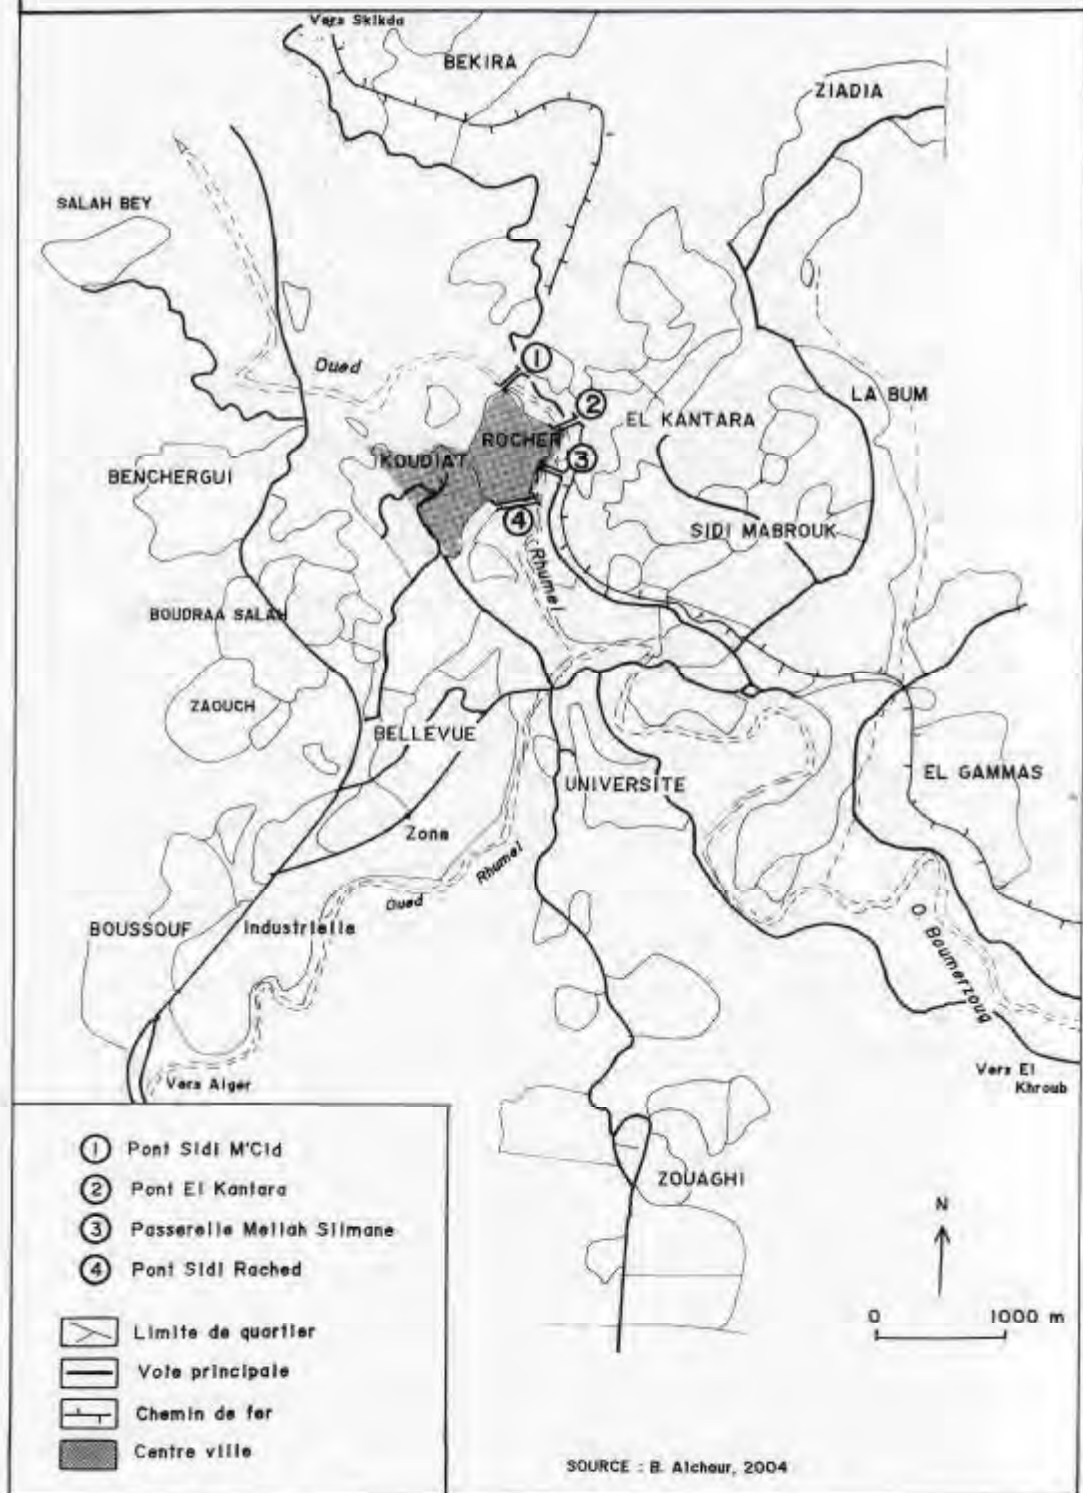 Vers Skikda
BEKIRA
ZIADIA
SALAH BEY
Oued
1
2
LA BUM
EL KANTARA
ROCHER
KOUDIAT
3
BENCHERGUI
4
SIDI MABROUK
Rhumel
BOUDRAA SALAH
ZAOUCH
BELLEVUE
EL GAMMAS
UNIVERSITE
Zone
Rhumel
Oued
BOUSSOUF
Industrielle
O. Boumerzoug
Vers El
Khroub
Vers Alger
ZOUAGHI
1 Pont Sidi M'Cid
2 Pont El Kantara
3 Passerelle Mellah Slimane
4 Pont Sidi Rached
Limite de quartier
Voie principale
Chemin de fer
Centre ville
N
0 1000 m
SOURCE : B. Aichour, 2004